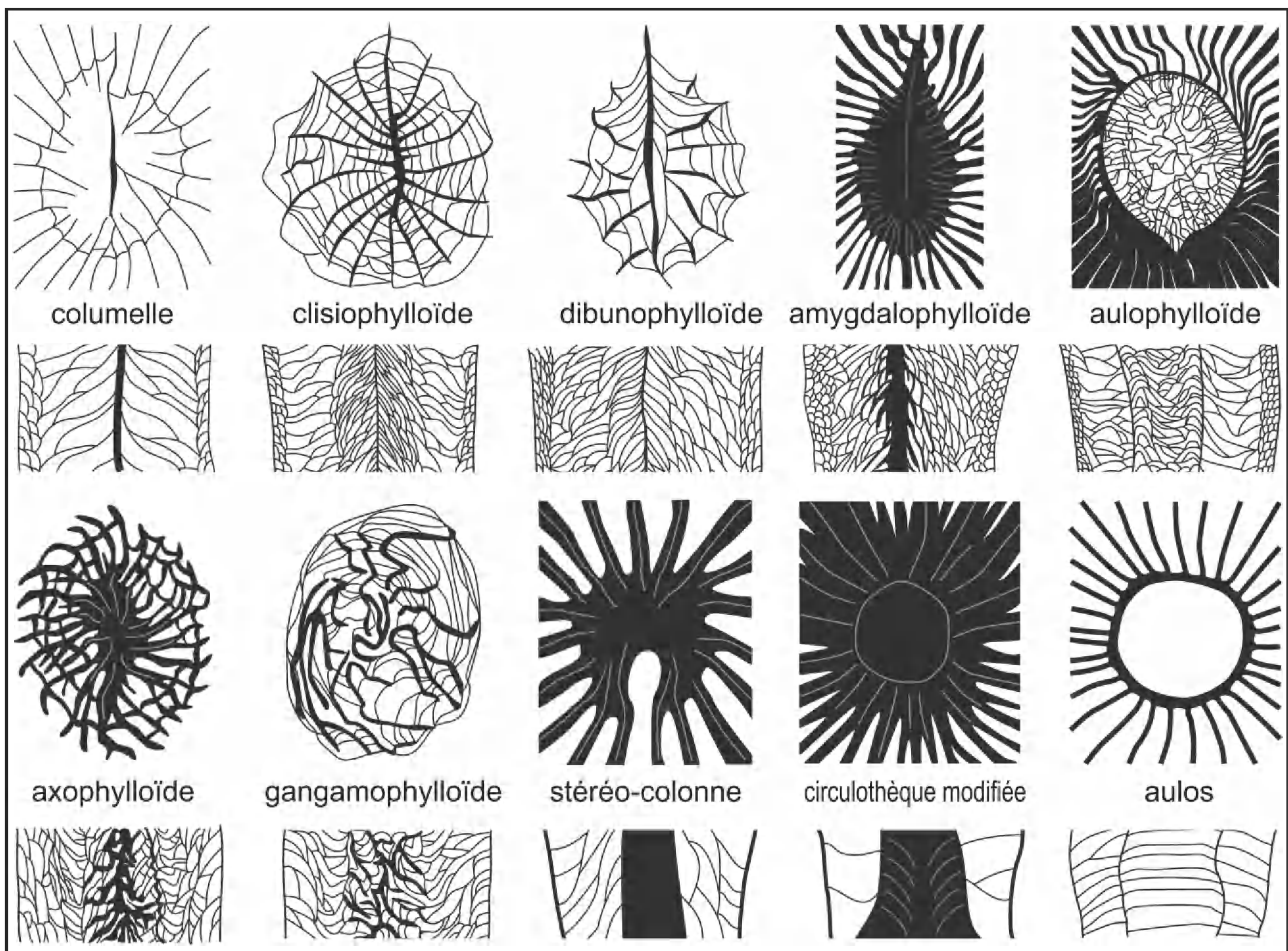 columelle clisiophylloïde dibunophylloïde amygdalophylloïde aulophylloïde
axophylloïde gangamophylloïde stéréo-colonne circulothèque modifiée aulos